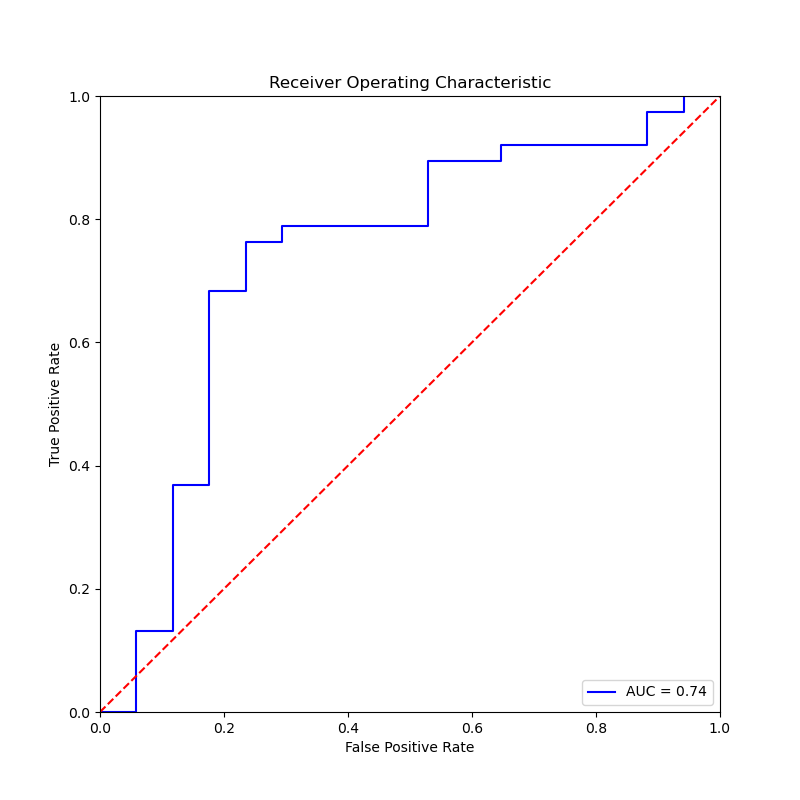 Receiver Operating Characteristic
1.0
0.8
0.6
0.4
0.2
0.0
True Positive Rate
AUC = 0.74
0.0 0.2 0.4 0.6 0.8 1.0
False Positive Rate